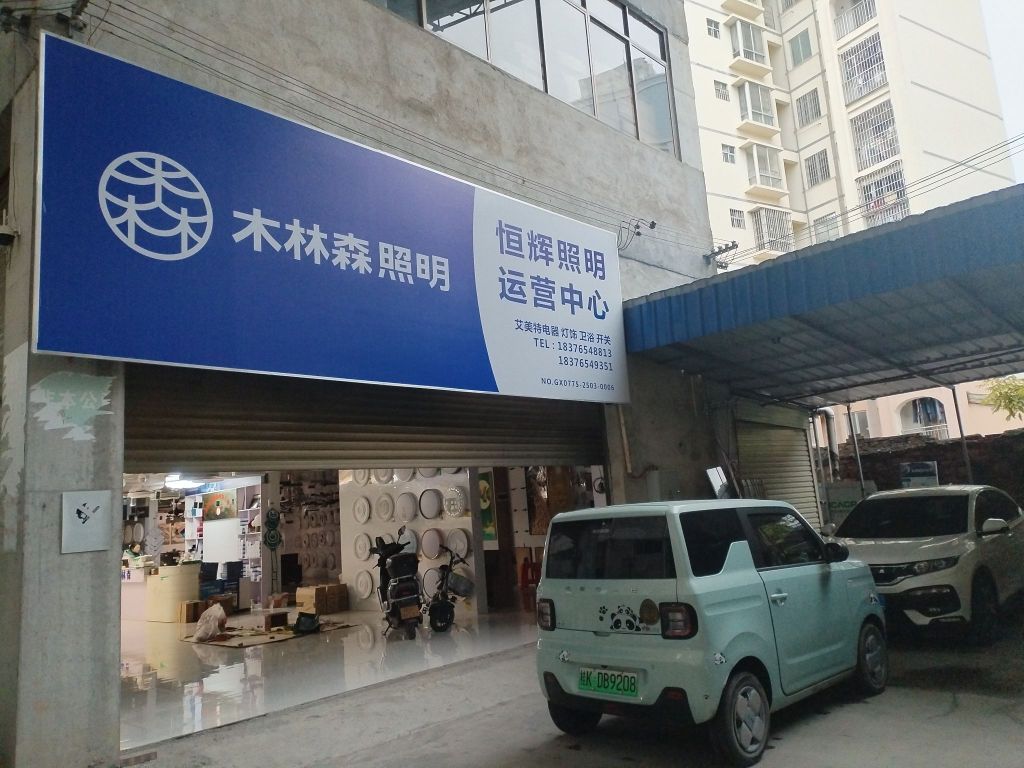 木林森 照明
恒辉照明
运营中心
艾美特电器 灯饰 卫浴 开关
TEL : 18376548813
18376549351
NO.GX0775-2503-0006
桂K DB9208